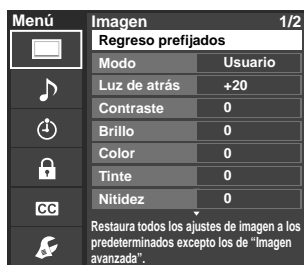 Menú
Imagen 1/2
Regreso prefijados
Modo Usuario
Luz de atrás +20
Contraste 0
Brillo 0
Color 0
Tinte 0
Nitidez 0
CC
Restaura todos los ajustes de imagen a los
predeterminados excepto los de “Imagen
avanzada”.